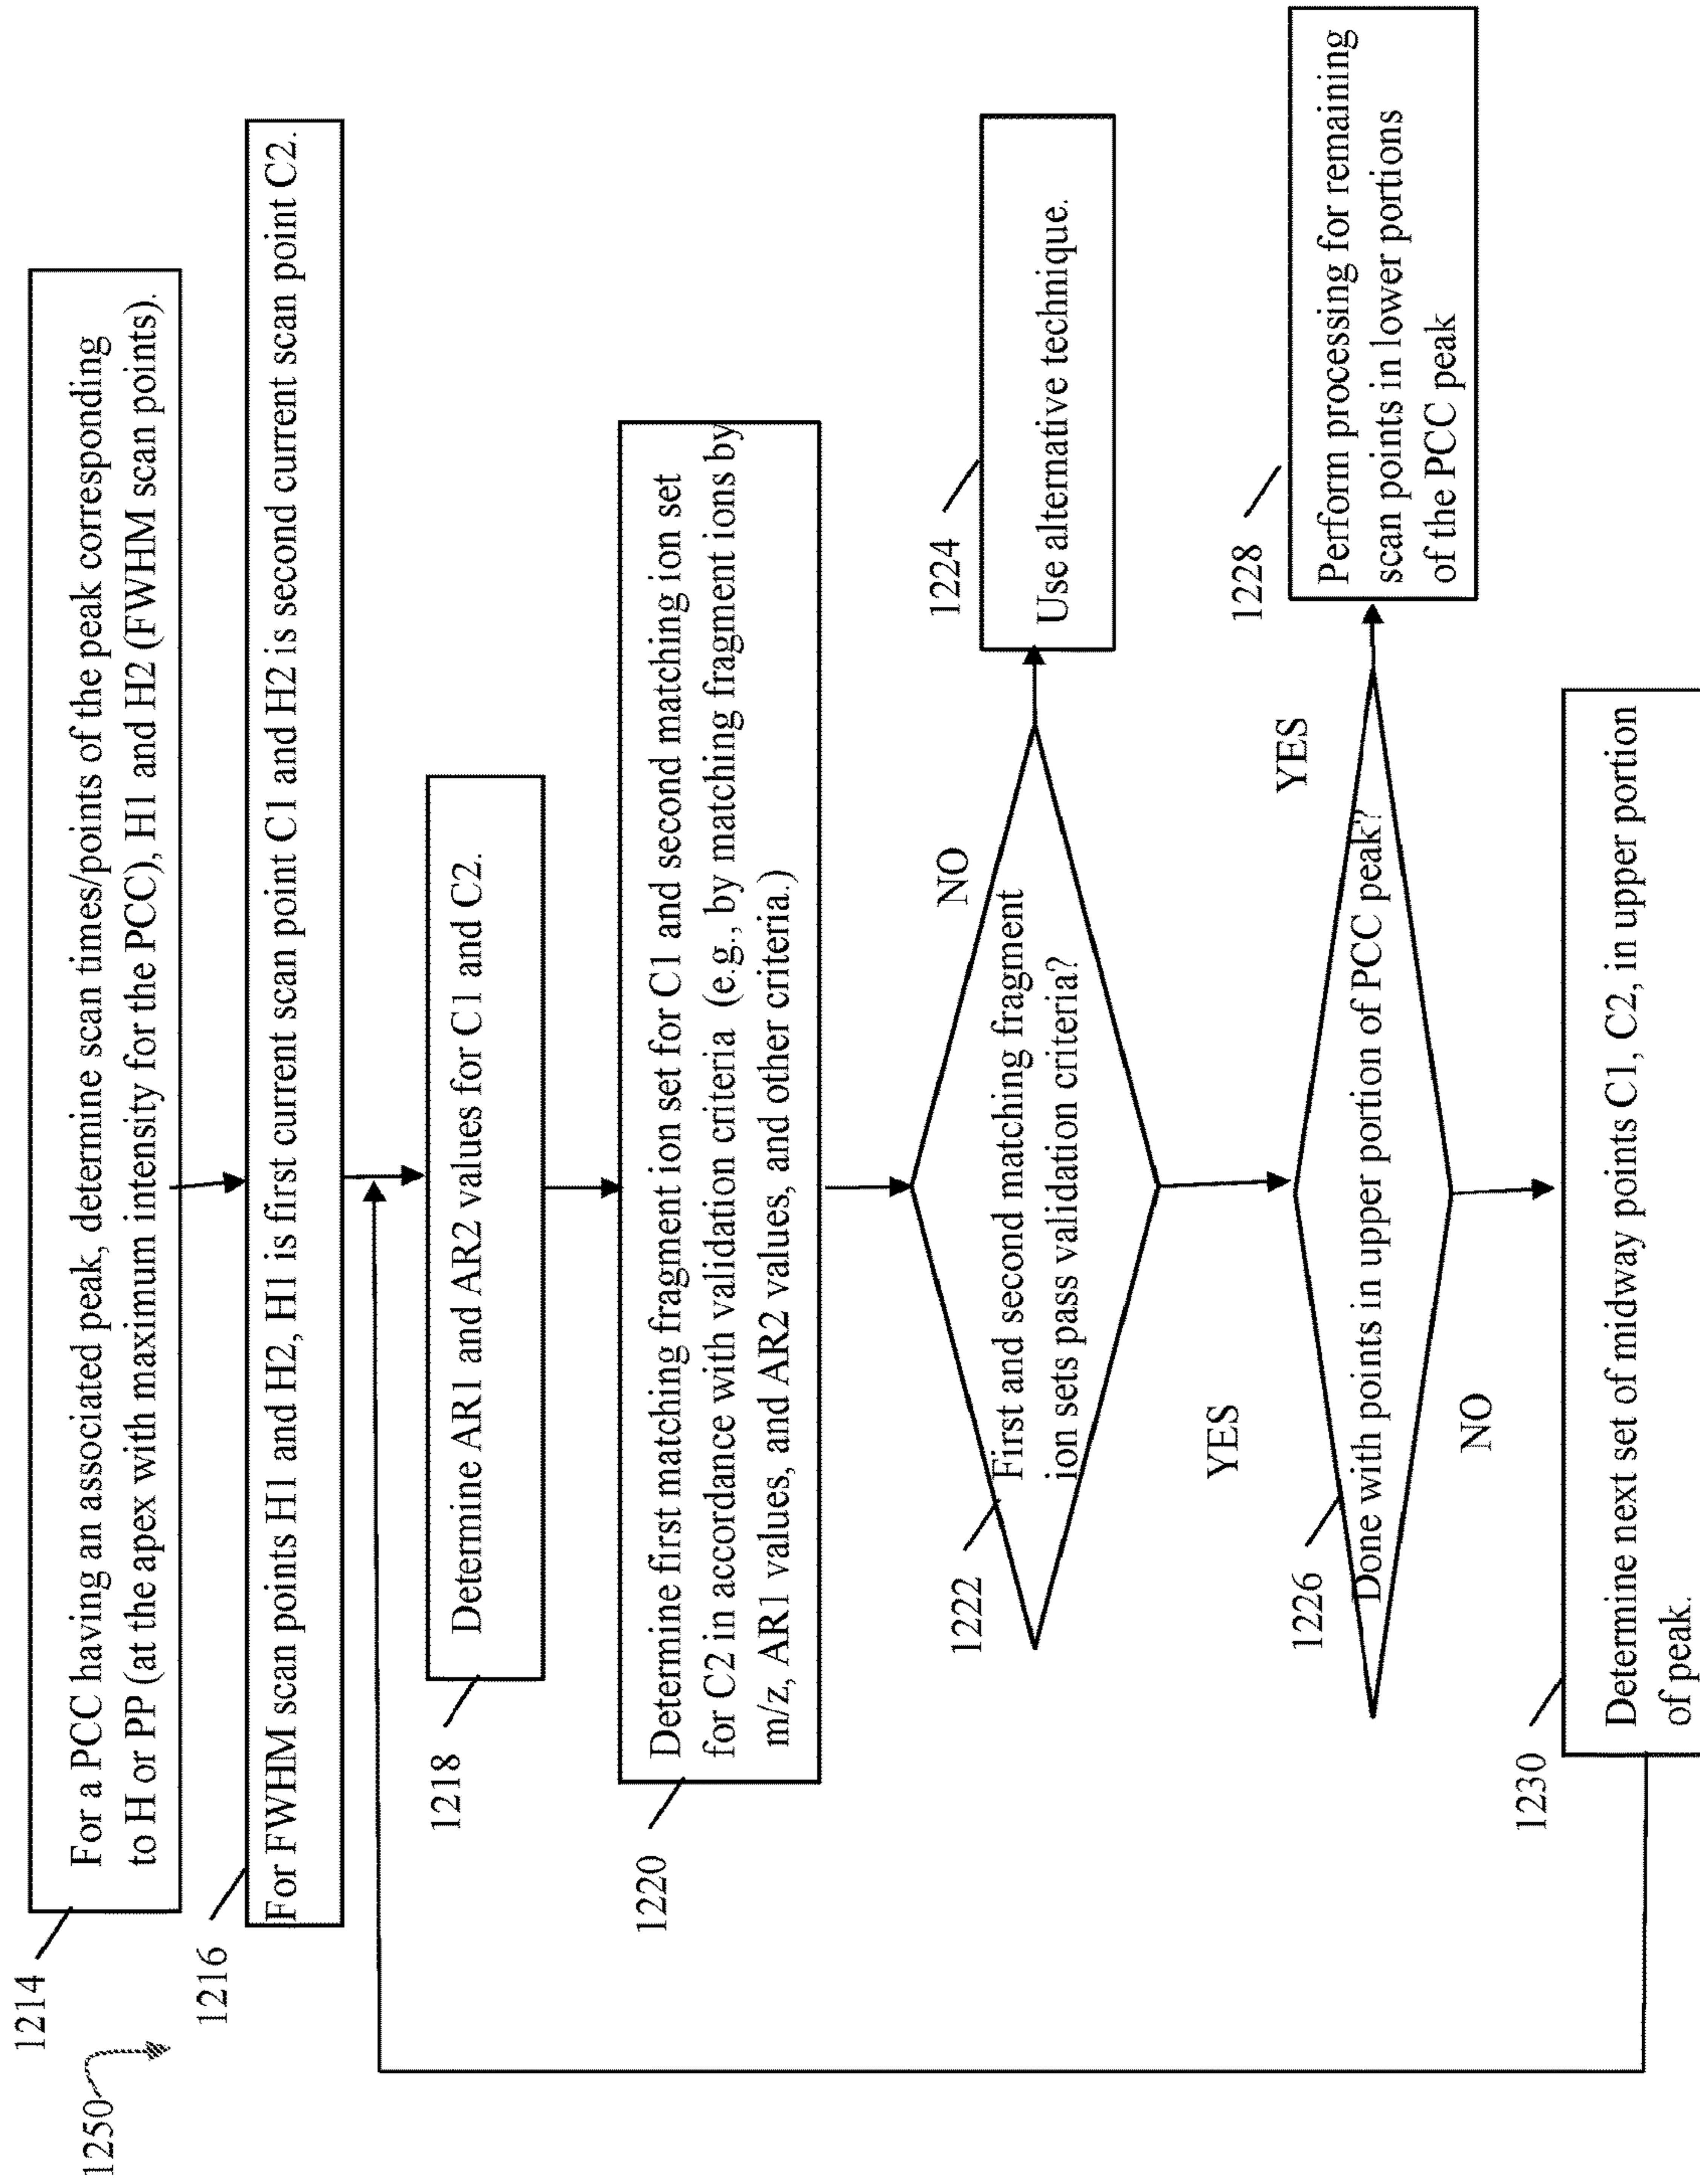 1250
1214
For a PCC having an associated peak, determine scan times/points of the peak corresponding
to H or PP (at the apex with maximum intensity for the PCC), H1 and H2 (FWHM scan points).
1216
For FWHM scan points H1 and H2, H1 is first current scan point C1 and H2 is second current scan point C2.
1218
Determine AR1 and AR2 values for C1 and C2.
1220
Determine first matching fragment ion set for C1 and second matching ion set
for C2 in accordance with validation criteria (e.g., by matching fragment ions by
m/z, AR1 values, and AR2 values, and other criteria.)
1222
First and second matching fragment
ion sets pass validation criteria?
NO
1224
Use alternative technique.
YES
1226
Done with points in upper portion of PCC peak?
YES
1228
Perform processing for remaining
scan points in lower portions
of the PCC peak
NO
1230
Determine next set of midway points C1, C2, in upper portion
of peak.